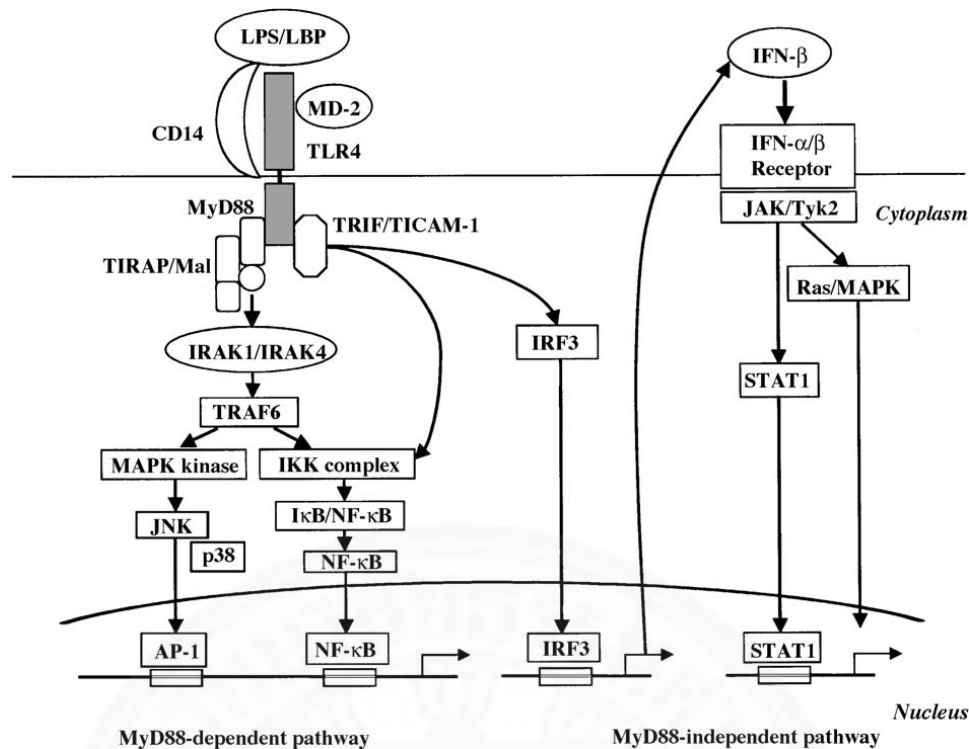 LPS/LBP
MD-2
CD14
TLR4
MyD88
TRIF/TICAM-1
TIRAP/Mal
IRAK1/IRAK4
TRAF6
MAPK kinase
IKK complex
JNK
p38
IκB/NF-κB
NF-κB
AP-1
NF-κB
MyD88-dependent pathway
IRF3
IRF3
IFN-β
IFN-α/β
Receptor
JAK/Tyk2
Cytoplasm
Ras/MAPK
STAT1
STAT1
Nucleus
MyD88-independent pathway